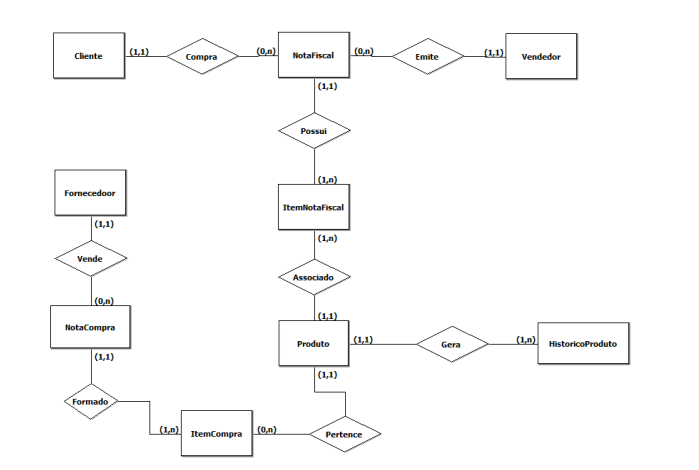 Cliente (1,1) Compra (0,n) NotaFiscal (0,n) Emite (1,1) Vendedor
(1,1)
Possui
(1,n)
Fornecedoor
ItemNotaFiscal
(1,1)
(1,n)
Vende
Associado
(0,n)
(1,1)
NotaCompra
Produto (1,1) Gera (1,n) HistoricoProduto
(1,1)
(1,1)
Formado
(1,n) ItemCompra (0,n) Pertence